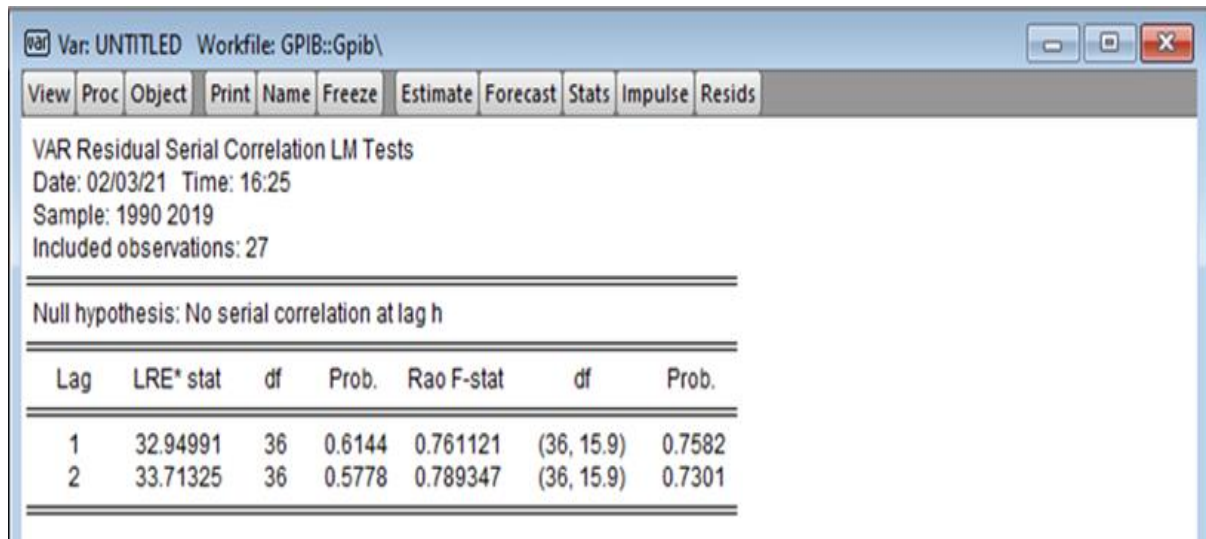 Var Var: UNTITLED Workfile: GPIB::Gpib\
View Proc Object Print Name Freeze Estimate Forecast Stats Impulse Resids
VAR Residual Serial Correlation LM Tests
Date: 02/03/21 Time: 16:25
Sample: 1990 2019
Included observations: 27
Null hypothesis: No serial correlation at lag h
Lag LRE* stat df Prob. Rao F-stat df Prob.
1 32.94991 36 0.6144 0.761121 (36, 15.9) 0.7582
2 33.71325 36 0.5778 0.789347 (36, 15.9) 0.7301